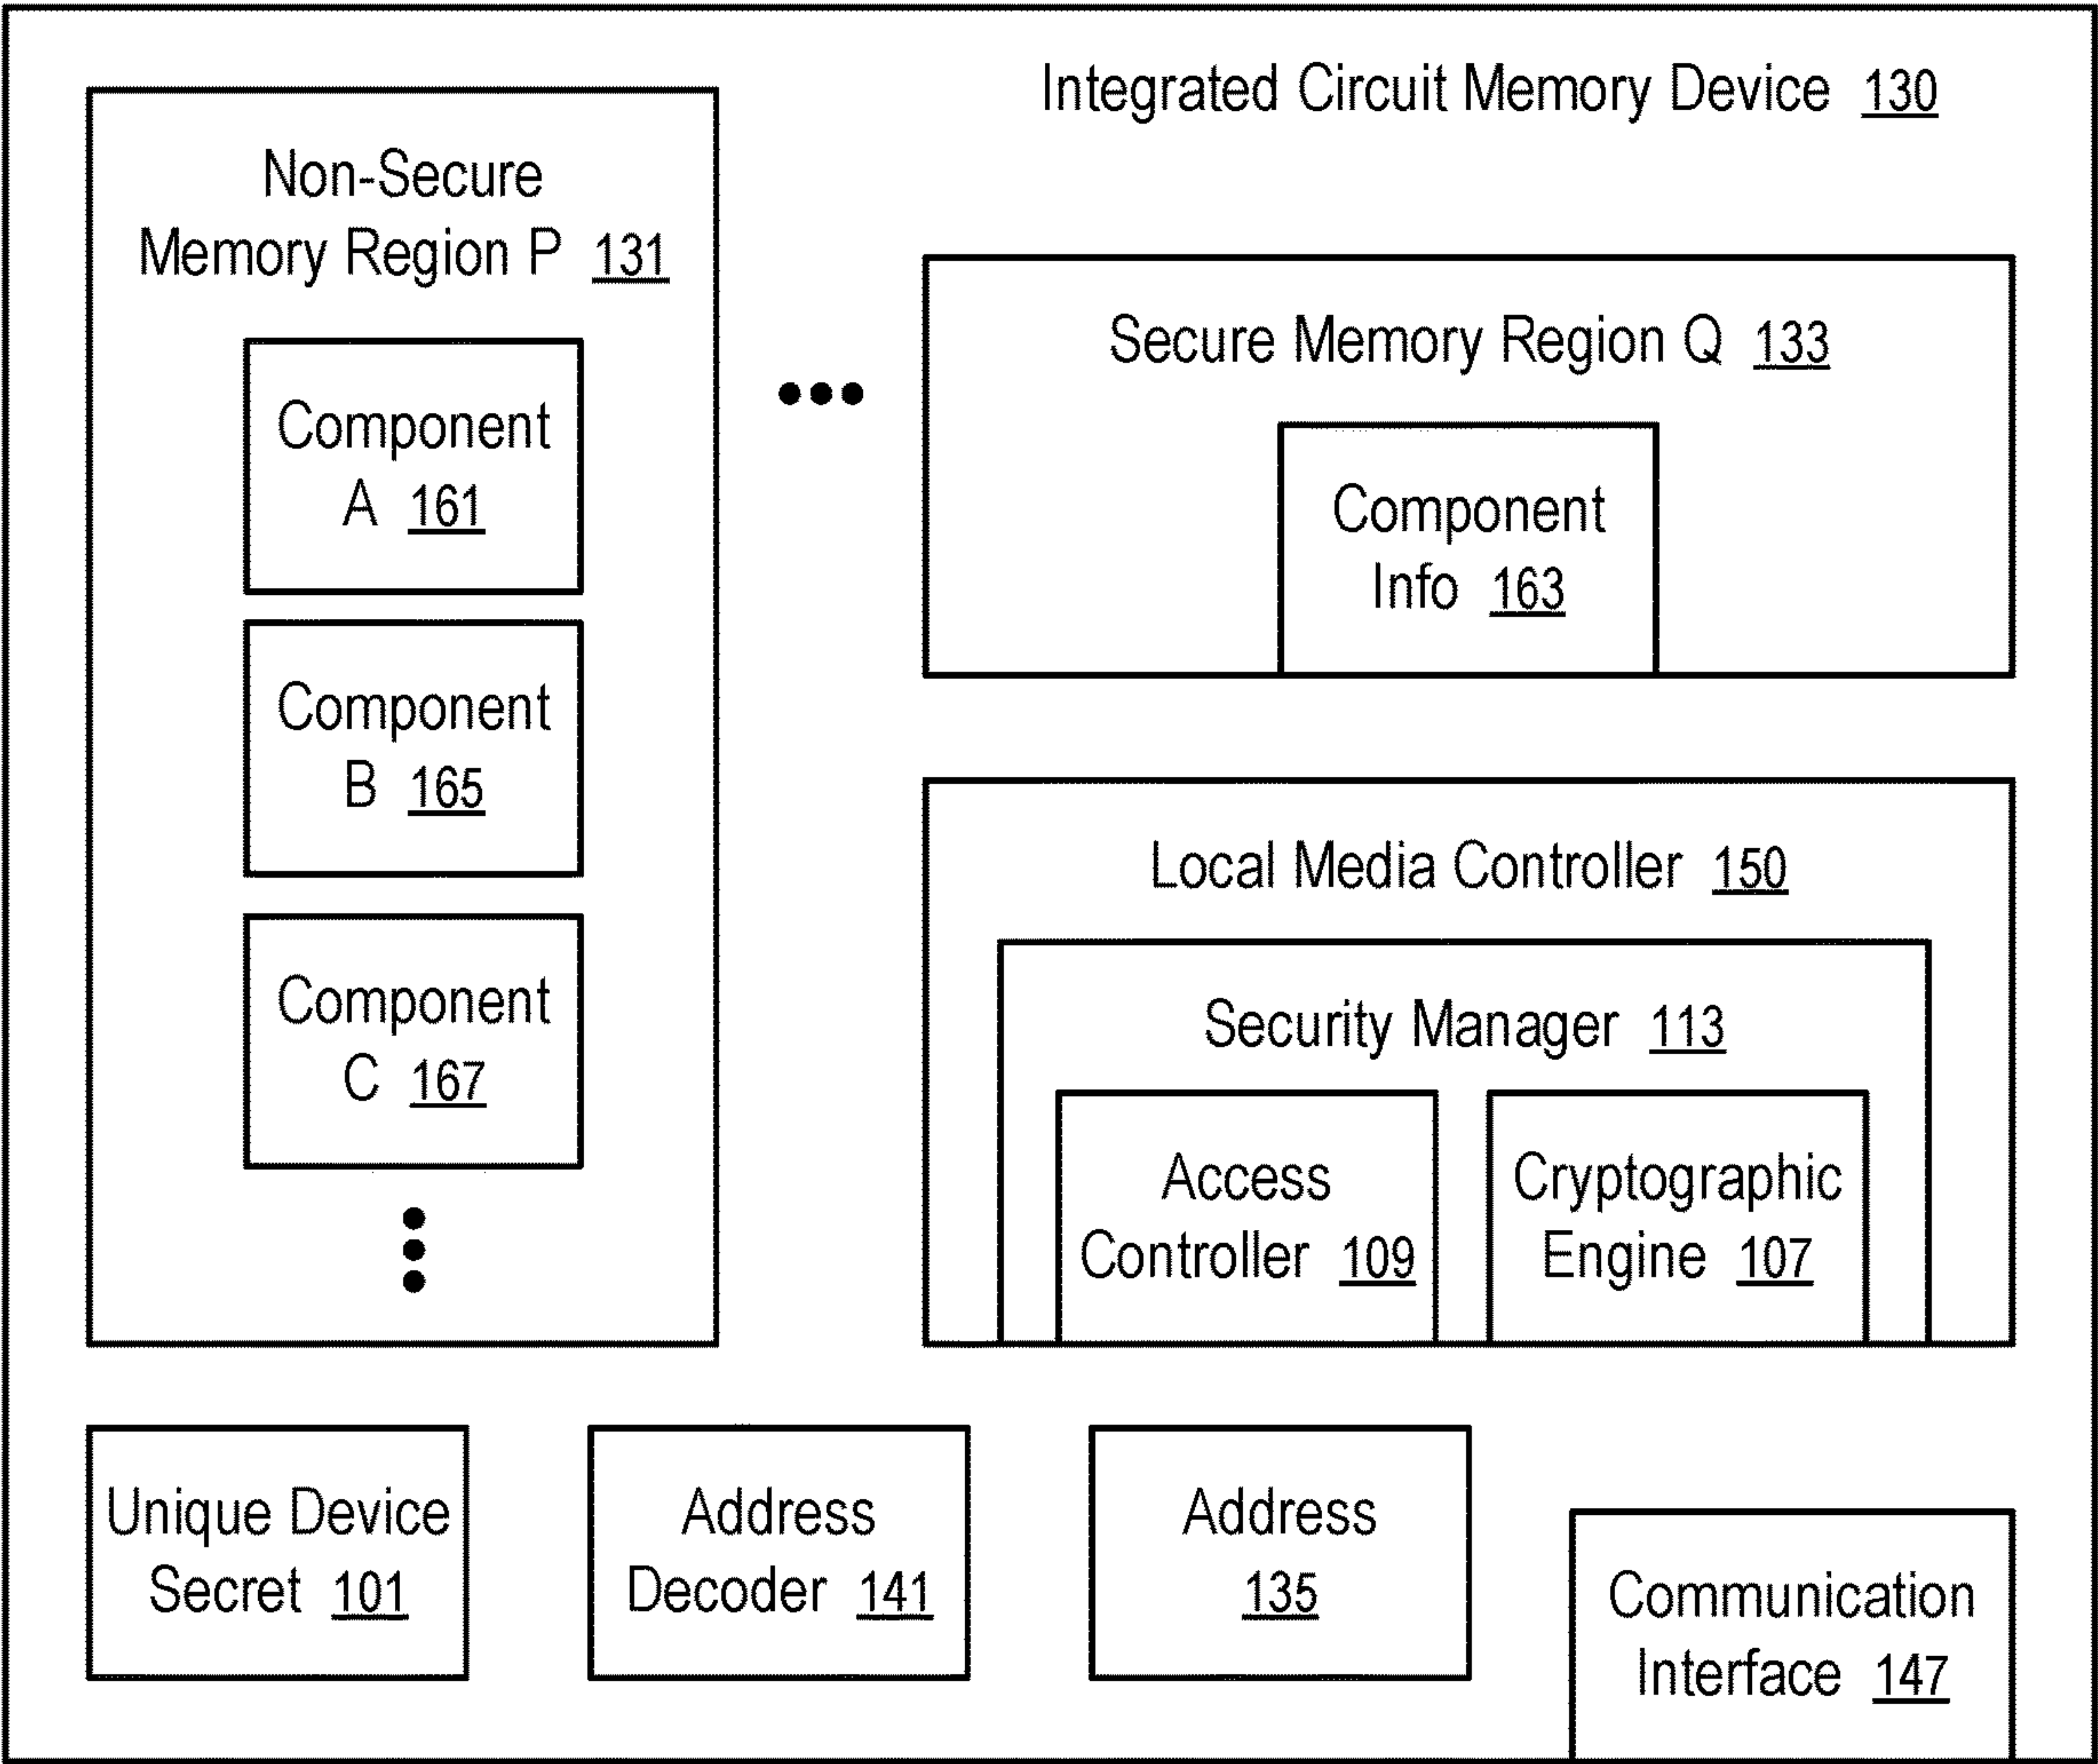 Integrated Circuit Memory Device 130
Non-Secure
Memory Region P 131
Component
A 161
Component
B 165
Component
C 167
Secure Memory Region Q 133
Component
Info 163
Local Media Controller 150
Security Manager 113
Access
Controller 109
Cryptographic
Engine 107
Unique Device
Secret 101
Address
Decoder 141
Address
135
Communication
Interface 147